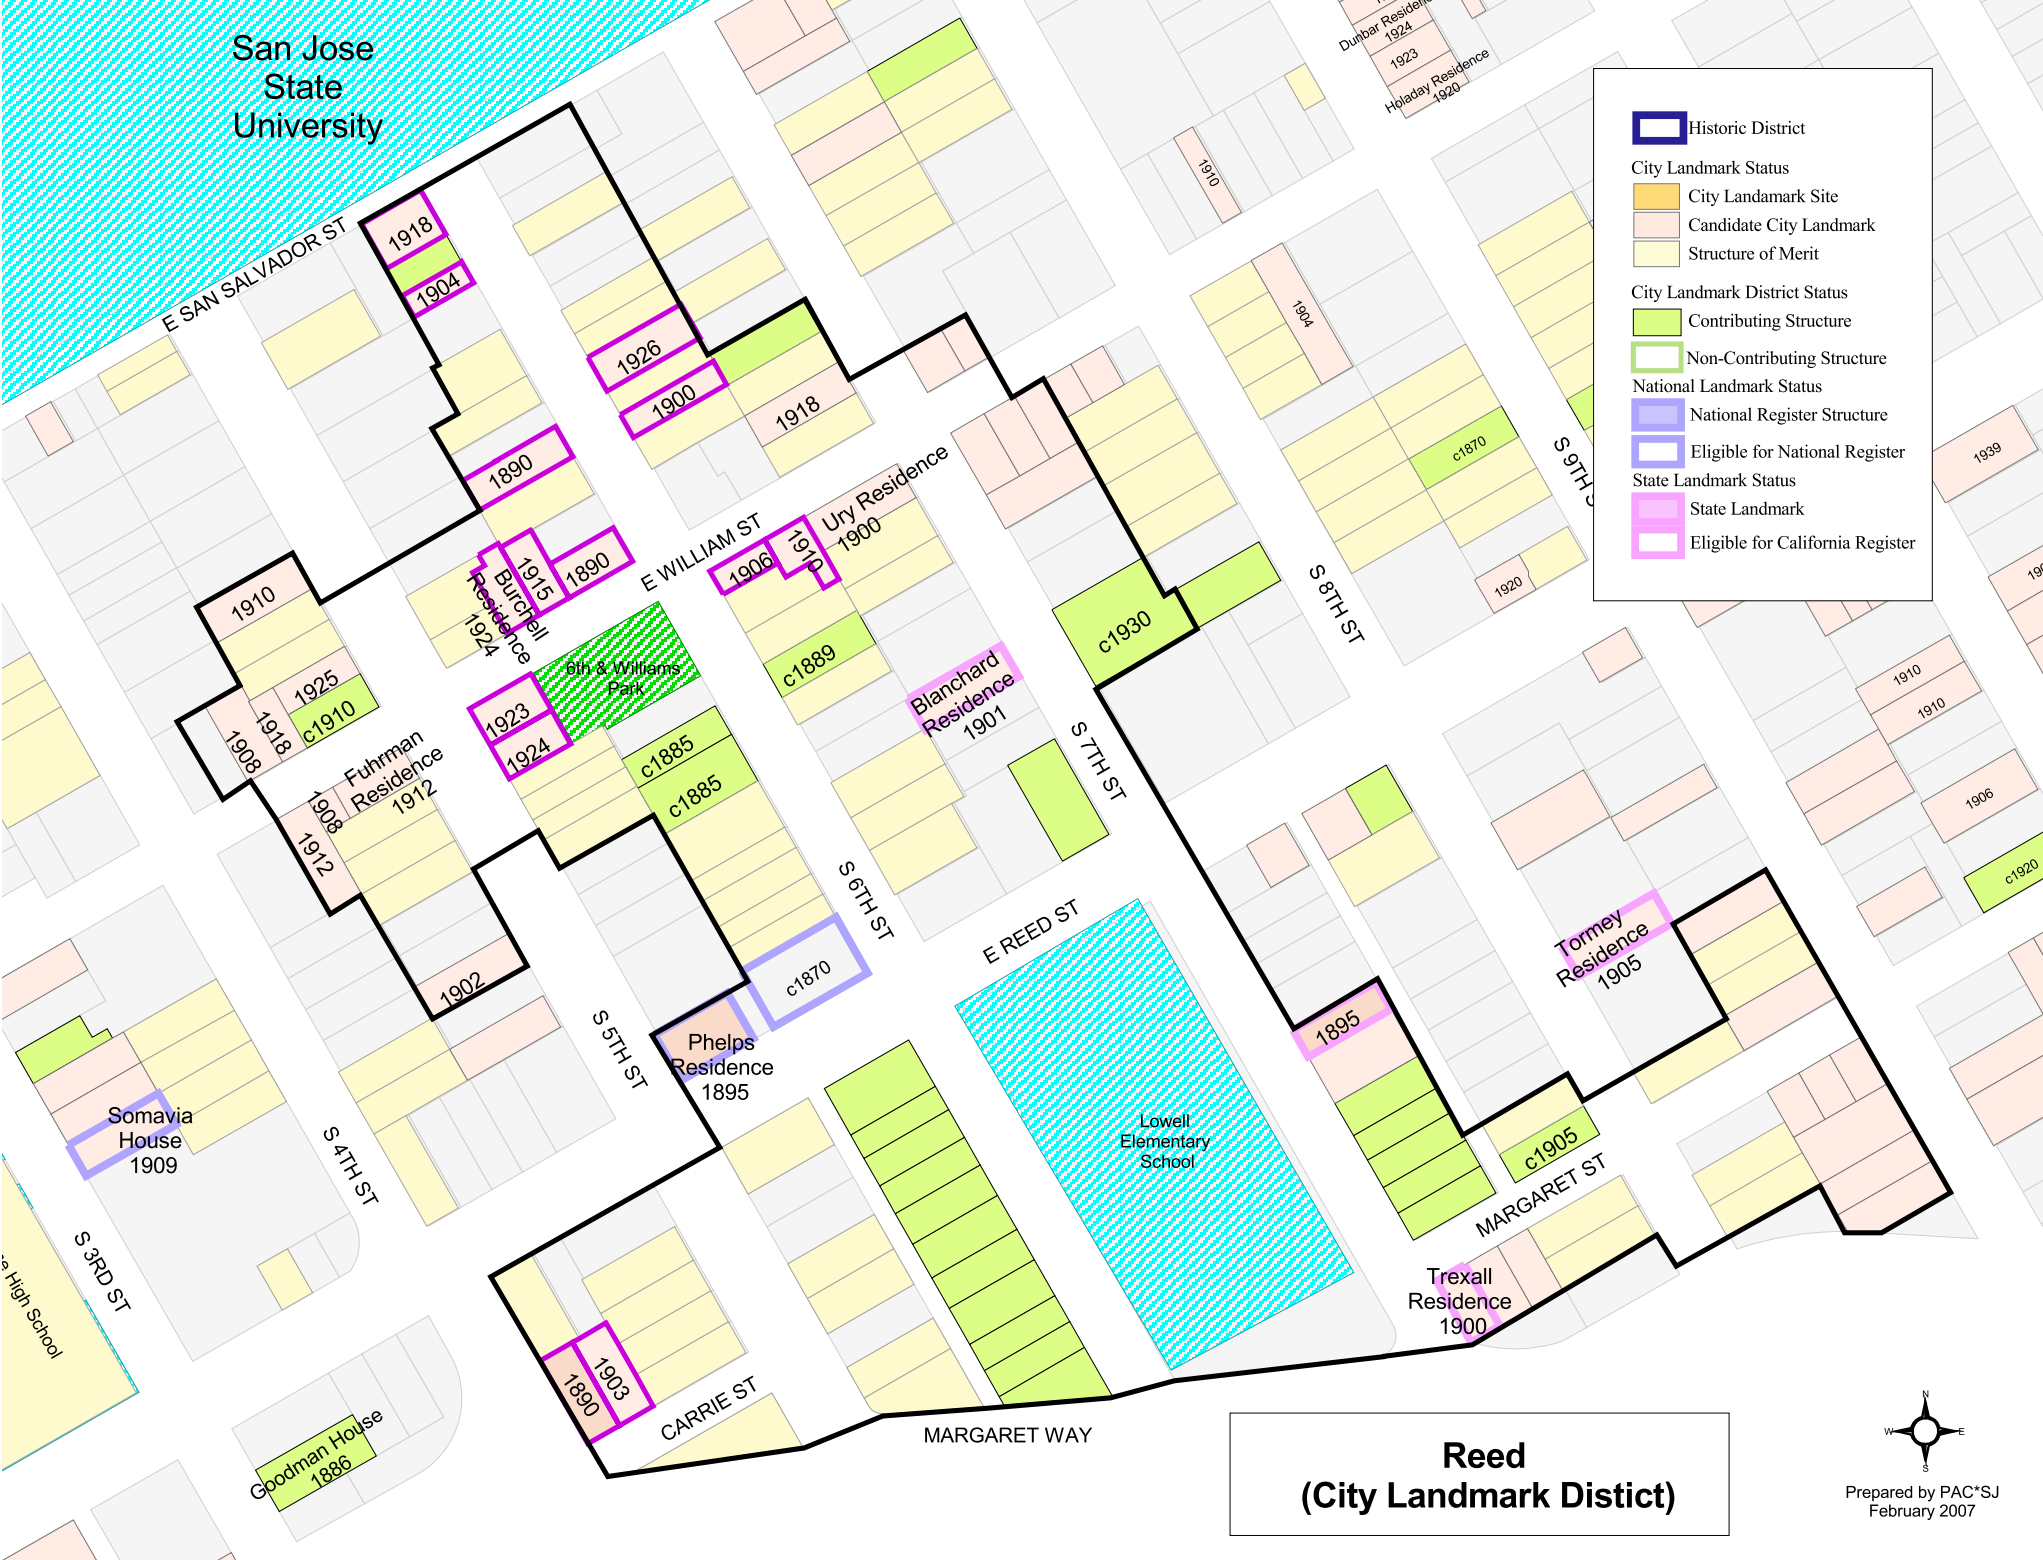 San Jose
State
University
Dunbar Residence
1924
1923
Holaday Residence
1920
Historic District
City Landmark Status
City Landamark Site
Candidate City Landmark
Structure of Merit
City Landmark District Status
Contributing Structure
Non-Contributing Structure
National Landmark Status
National Register Structure
Eligible for National Register
State Landmark Status
State Landmark
Eligible for California Register
E SAN SALVADOR ST
1918
1904
1910
1904
1926
1900
1918
1890
c1870
S 9TH S
1939
Ury Residence
1900
E WILLIAM ST
1906
1910
1890
1915
Burchell
Residence
1924
1910
1920
S 8TH ST
c1930
6th & Williams
Park
c1889
Blanchard
Residence
1901
1925
1918
c1910
1908
1923
1924
Fuhrman
Residence
1912
1908
1912
c1885
c1885
S 7TH ST
1910
1910
1906
c1920
S 6TH ST
E REED ST
Tormey
Residence
1905
1902
c1870
S 5TH ST
Phelps
Residence
1895
1895
Somavia
House
1909
Lowell
Elementary
School
c1905
MARGARET ST
S 4TH ST
S 3RD ST
e High School
Trexall
Residence
1900
1903
1890
CARRIE ST
MARGARET WAY
Goodman House
1886
Reed
(City Landmark Distict)
N
W
E
S
Prepared by PAC*SJ
February 2007